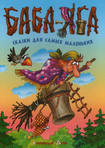 БАБА-ЯГА
СКАЗКИ ДЛЯ САМЫХ МАЛЕНЬКИХ